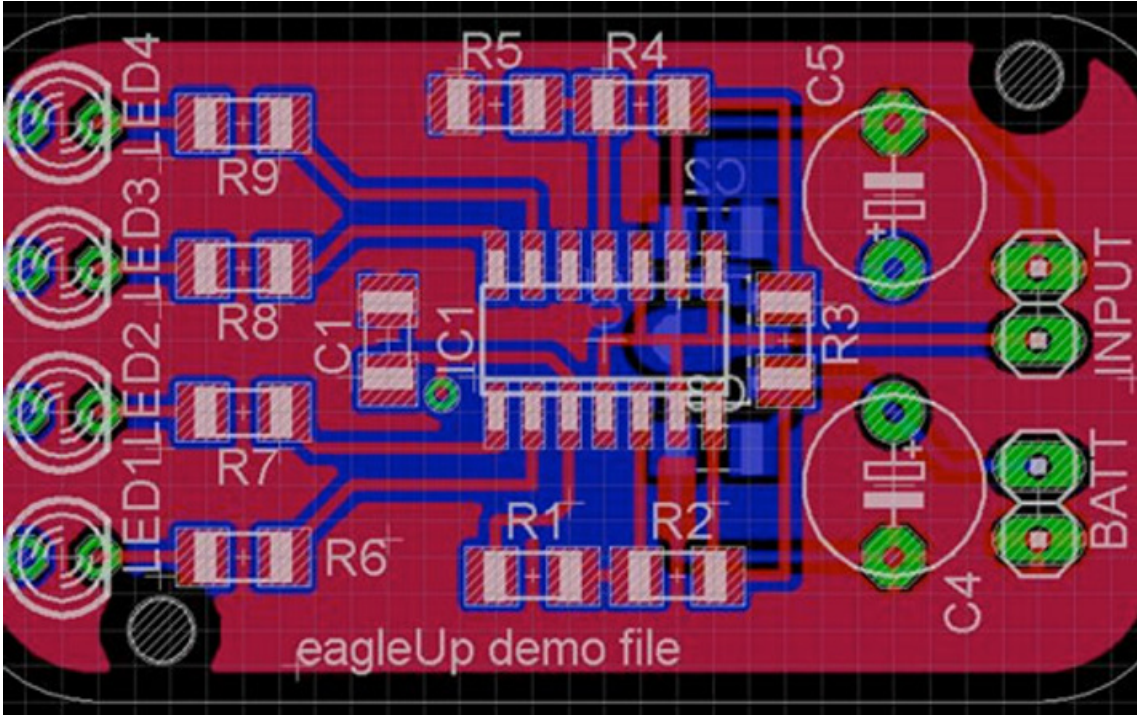 R5
R4
C5
LED4
R9
LED3
R8
C1
IC1
R3
INPUT
LED2
R7
LED1
R6
R1
R2
BATT
C4
eagleUp demo file